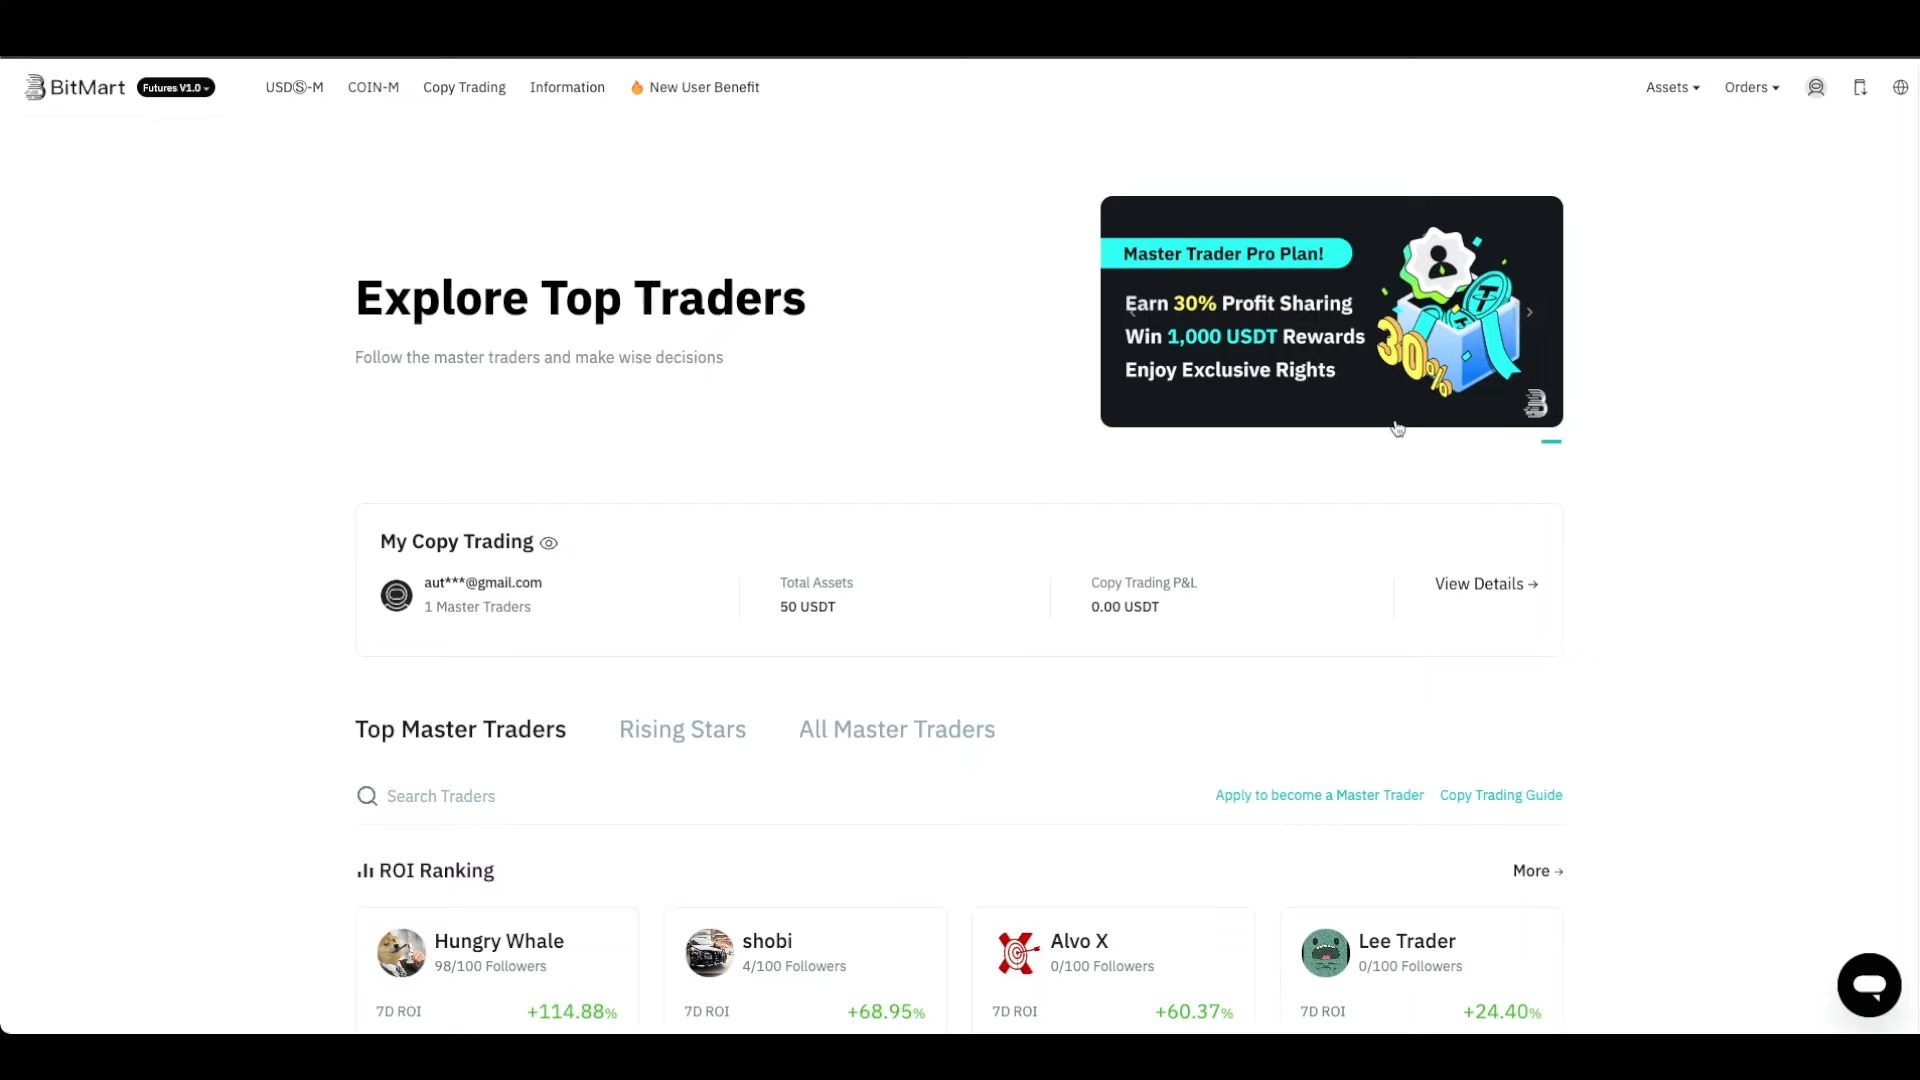 BitMart Futures V1.0 USDⓈ-M COIN-M Copy Trading Information New User Benefit Assets Orders
Master Trader Pro Plan!
Earn 30% Profit Sharing
Win 1,000 USDT Rewards
Enjoy Exclusive Rights
30%
Explore Top Traders
Follow the master traders and make wise decisions
My Copy Trading
aut***@gmail.com Total Assets Copy Trading P&L View Details →
1 Master Traders 50 USDT 0.00 USDT
Top Master Traders Rising Stars All Master Traders
Search Traders Apply to become a Master Trader Copy Trading Guide
ROI Ranking More →
Hungry Whale shobi Alvo X Lee Trader
98/100 Followers 4/100 Followers 0/100 Followers 0/100 Followers
7D ROI +114.88% 7D ROI +68.95% 7D ROI +60.37% 7D ROI +24.40%